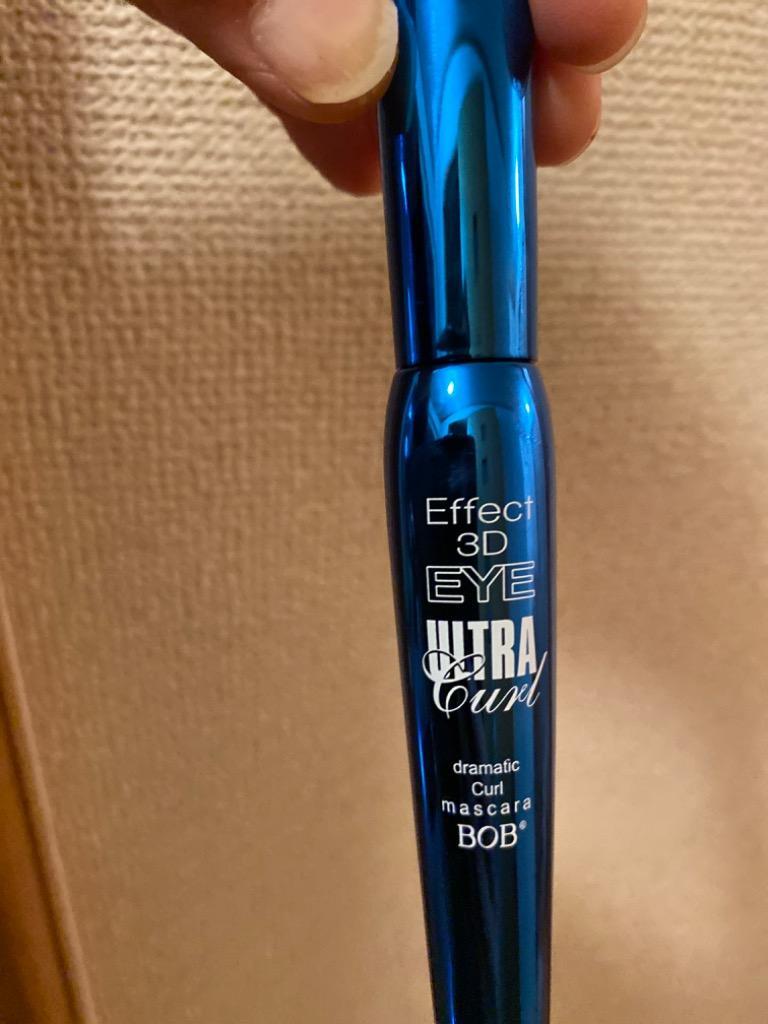 Effect
3D
EYE
ULTRA
Curl
dramatic
Curl
mascara
BOB®